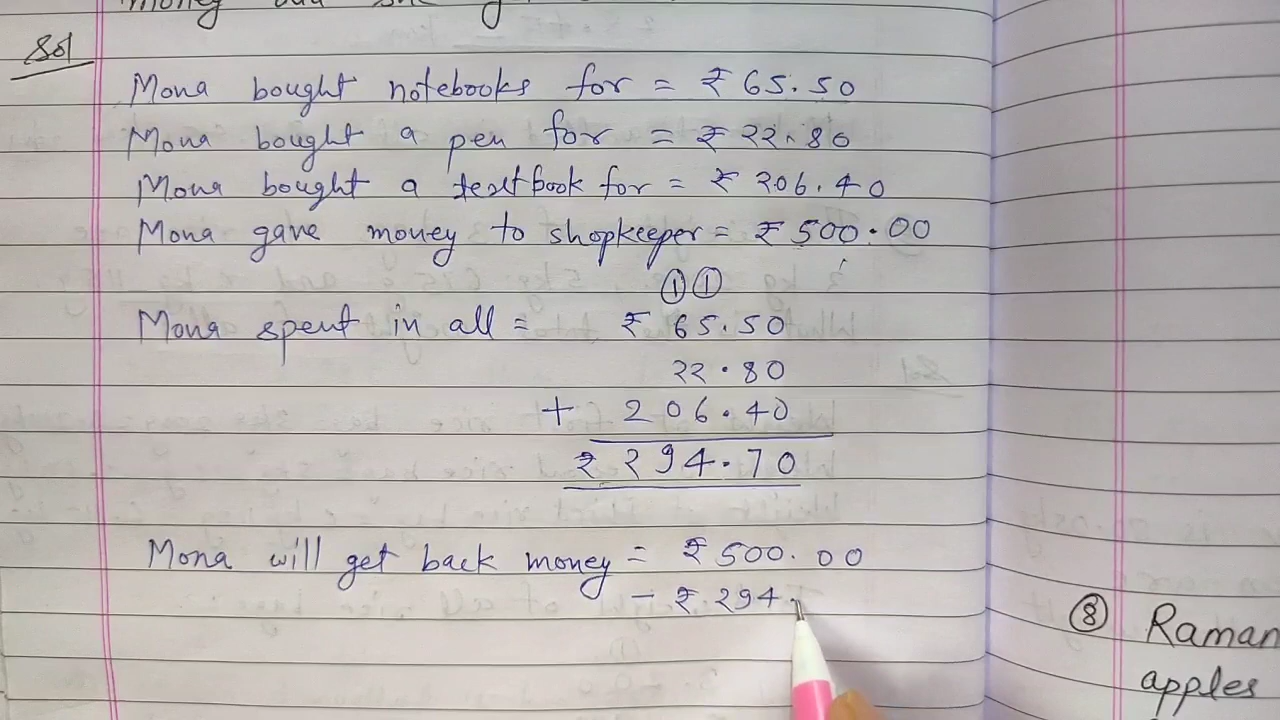 money
Sol
Mona bought notebooks for = ₹ 65.50
Mona bought a pen for = ₹ 22.80
Mona bought a textbook for = ₹ 206.40
Mona gave money to shopkeeper = ₹ 500.00
① ①
Mona spent in all = ₹ 65.50
22.80
+ 206.40
₹ 294.70
Mona will get back money = ₹ 500.00
- ₹ 294.
⑧ Raman
apples